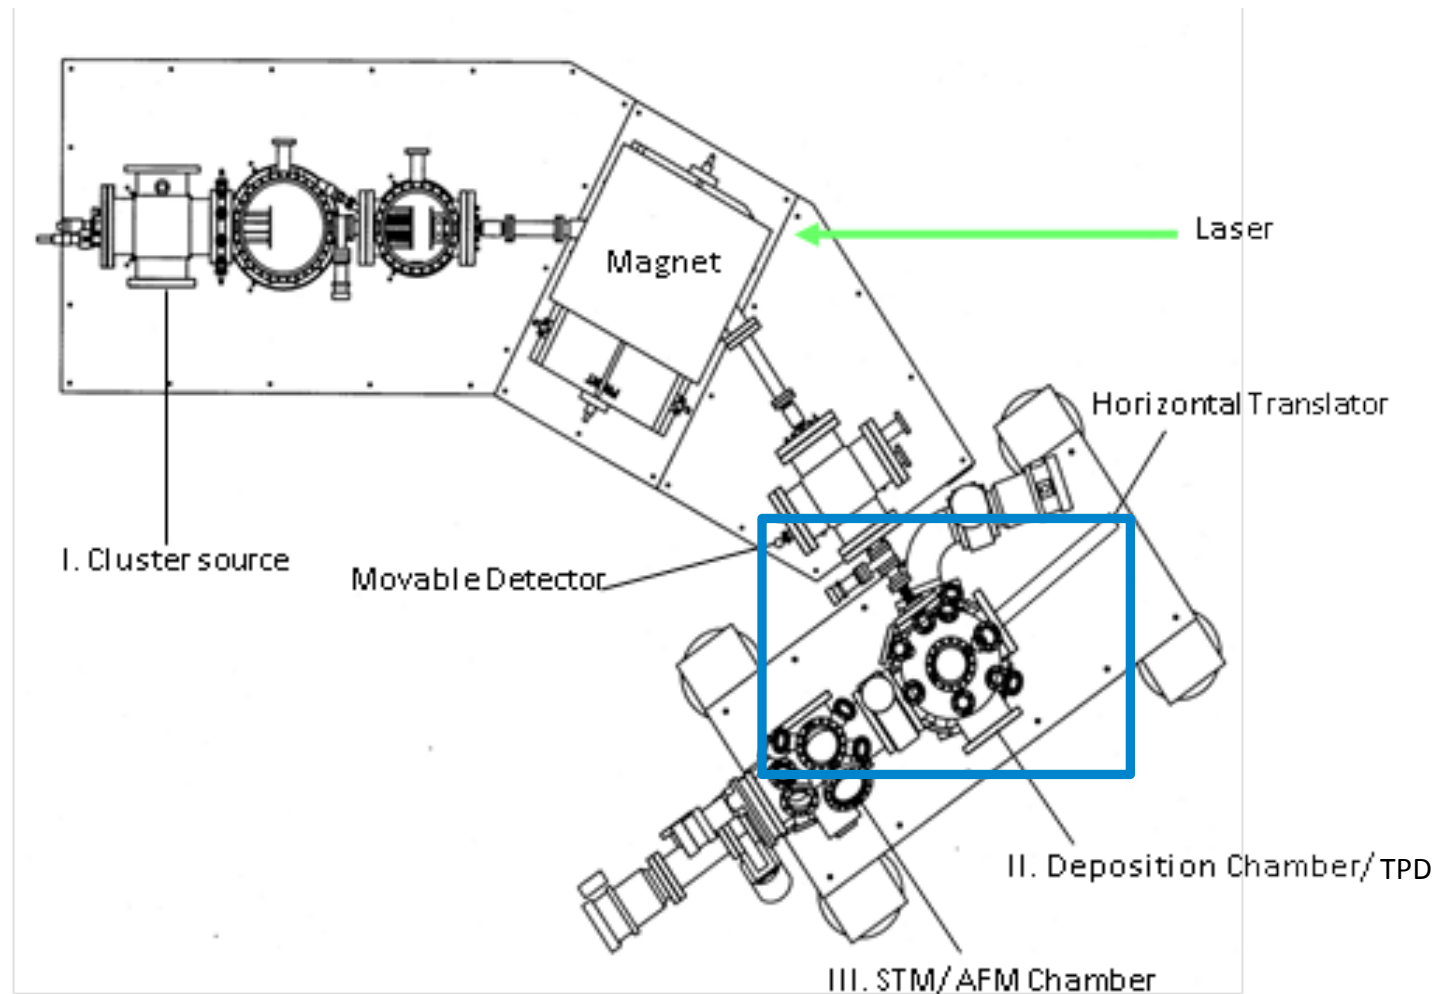 Laser
Magnet
Horizontal Translator
I. Cluster source
Movable Detector
II. Deposition Chamber/ TPD
III. STM/AFM Chamber